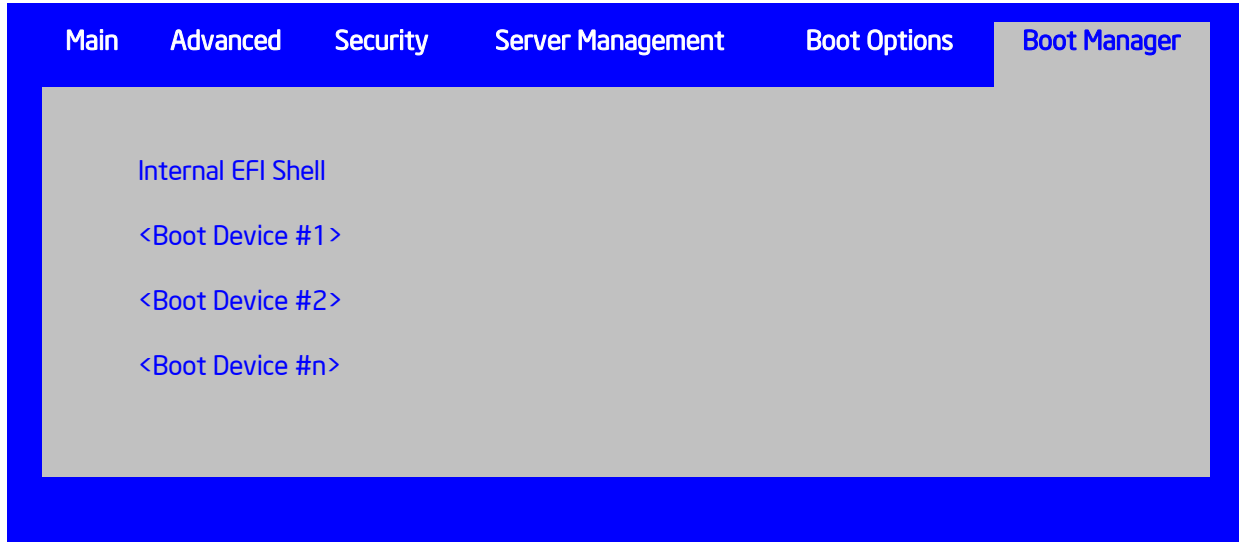 Main Advanced Security Server Management Boot Options Boot Manager
Internal EFI Shell
<Boot Device #1>
<Boot Device #2>
<Boot Device #n>